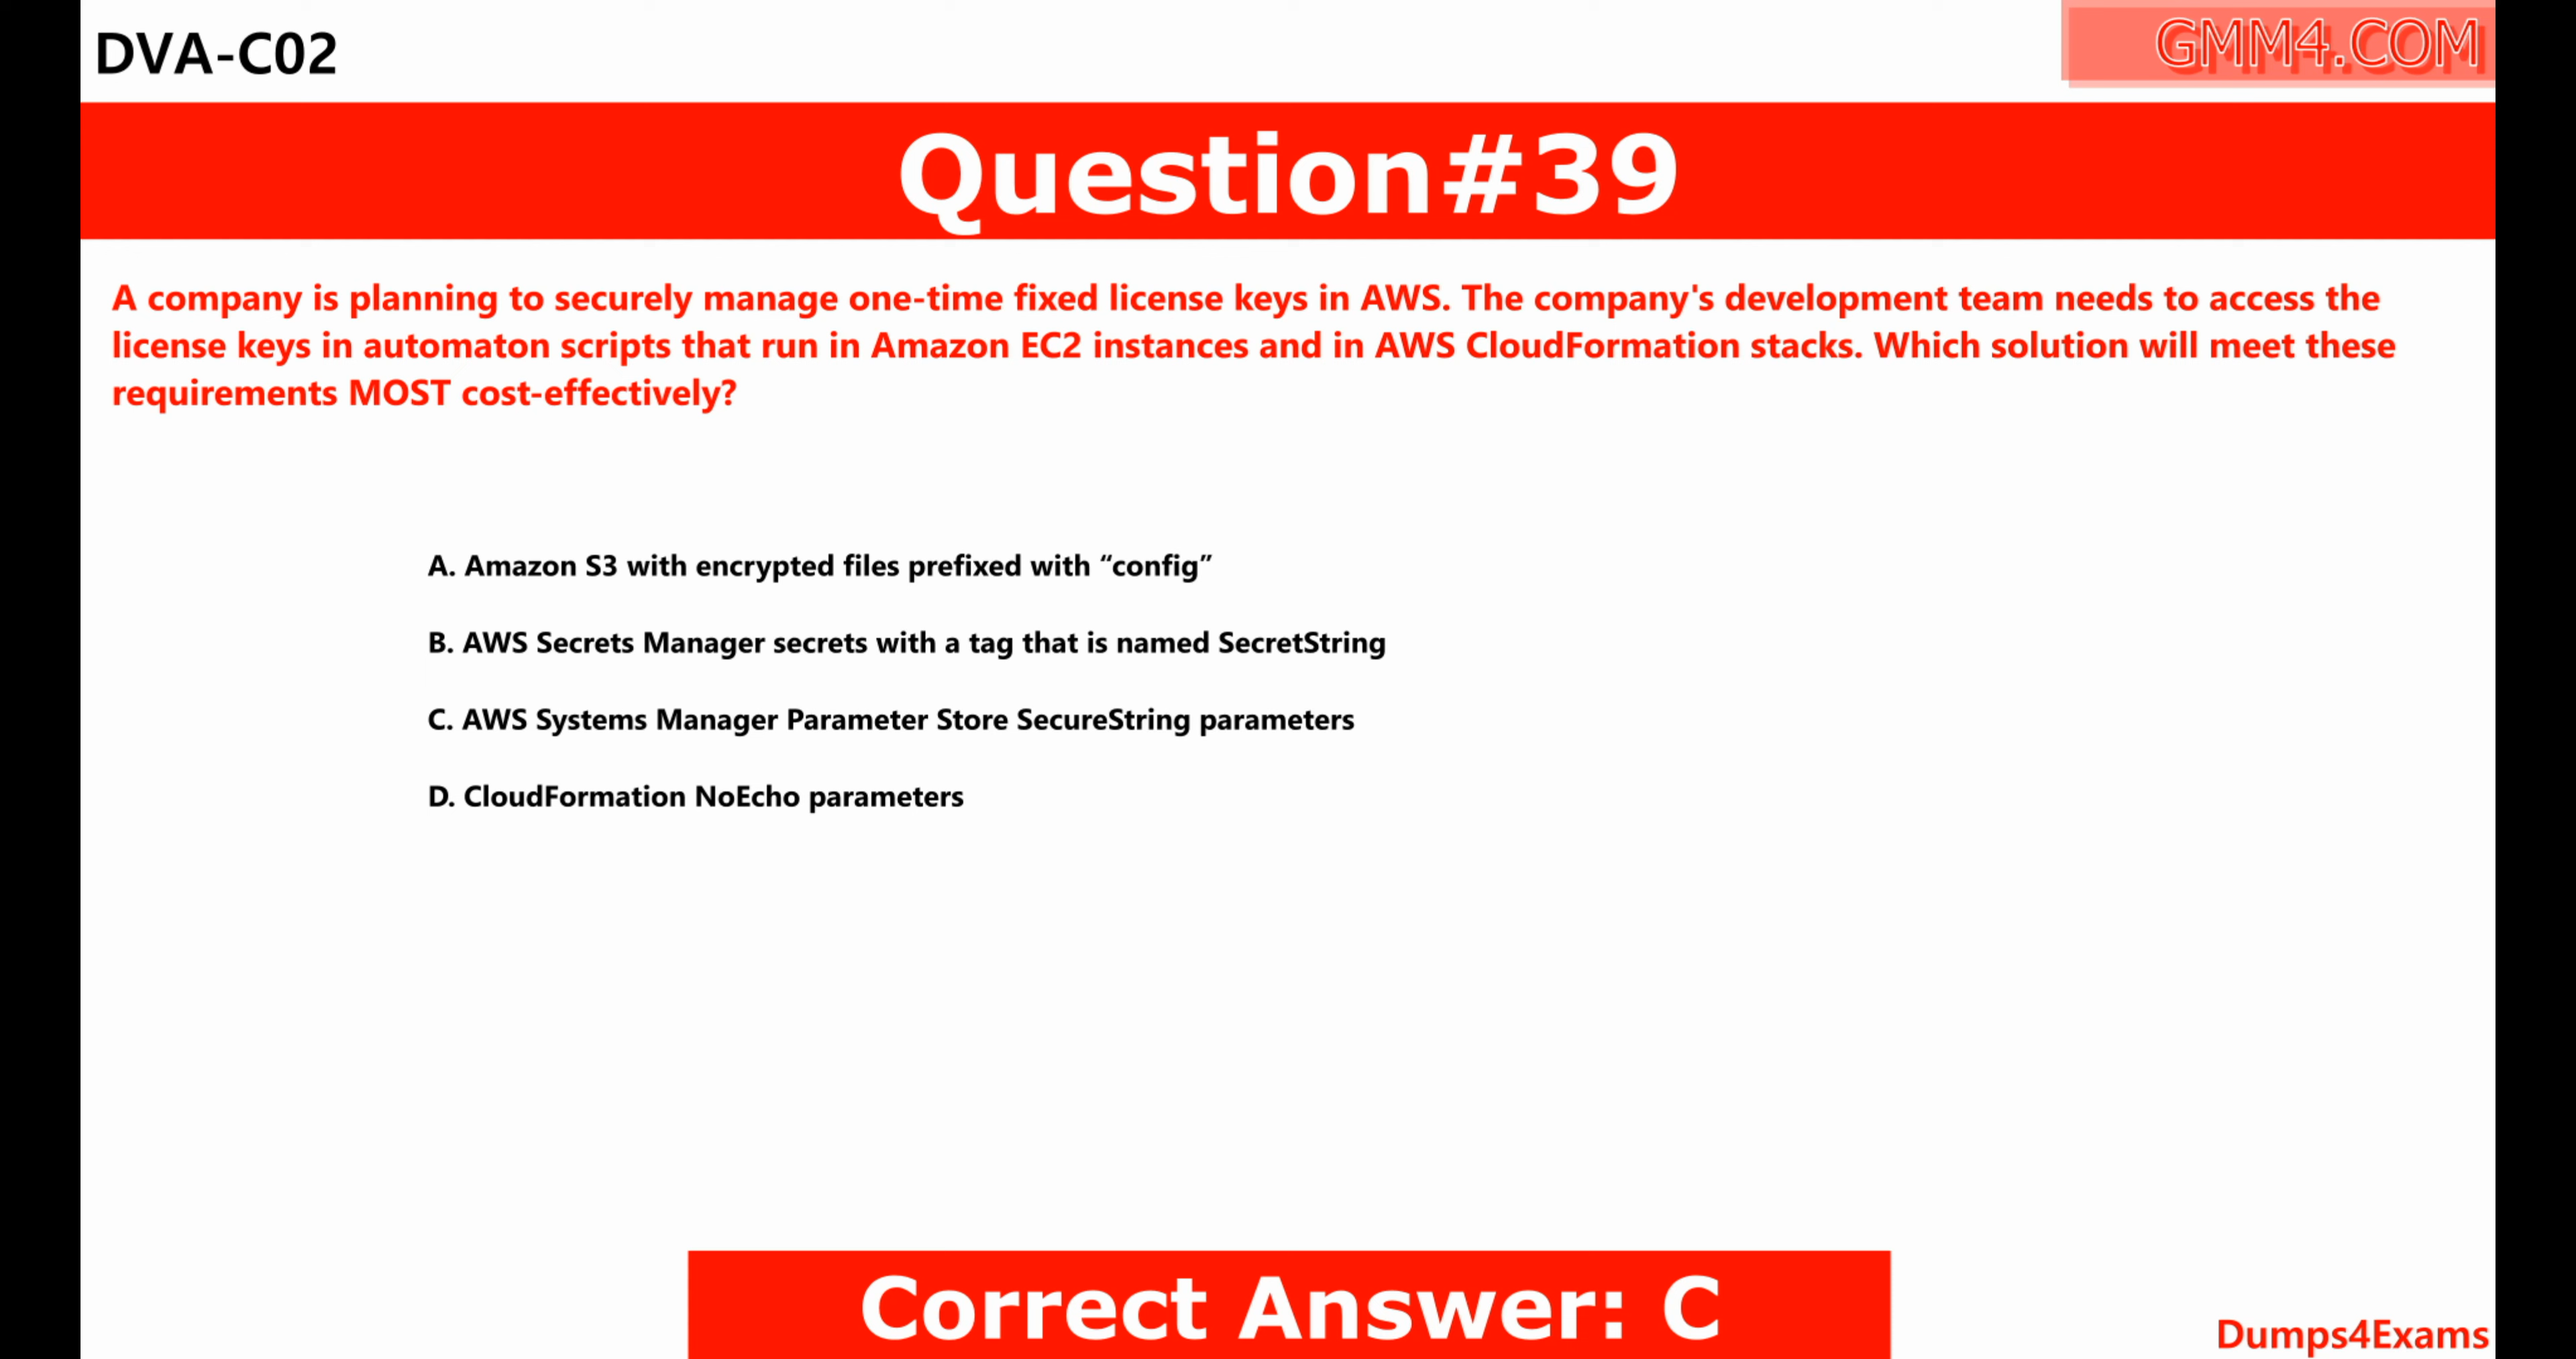 DVA-C02
GMM4.COM
Question#39
A company is planning to securely manage one-time fixed license keys in AWS. The company's development team needs to access the
license keys in automaton scripts that run in Amazon EC2 instances and in AWS CloudFormation stacks. Which solution will meet these
requirements MOST cost-effectively?
A. Amazon S3 with encrypted files prefixed with “config”
B. AWS Secrets Manager secrets with a tag that is named SecretString
C. AWS Systems Manager Parameter Store SecureString parameters
D. CloudFormation NoEcho parameters
Correct Answer: C
Dumps4Exams